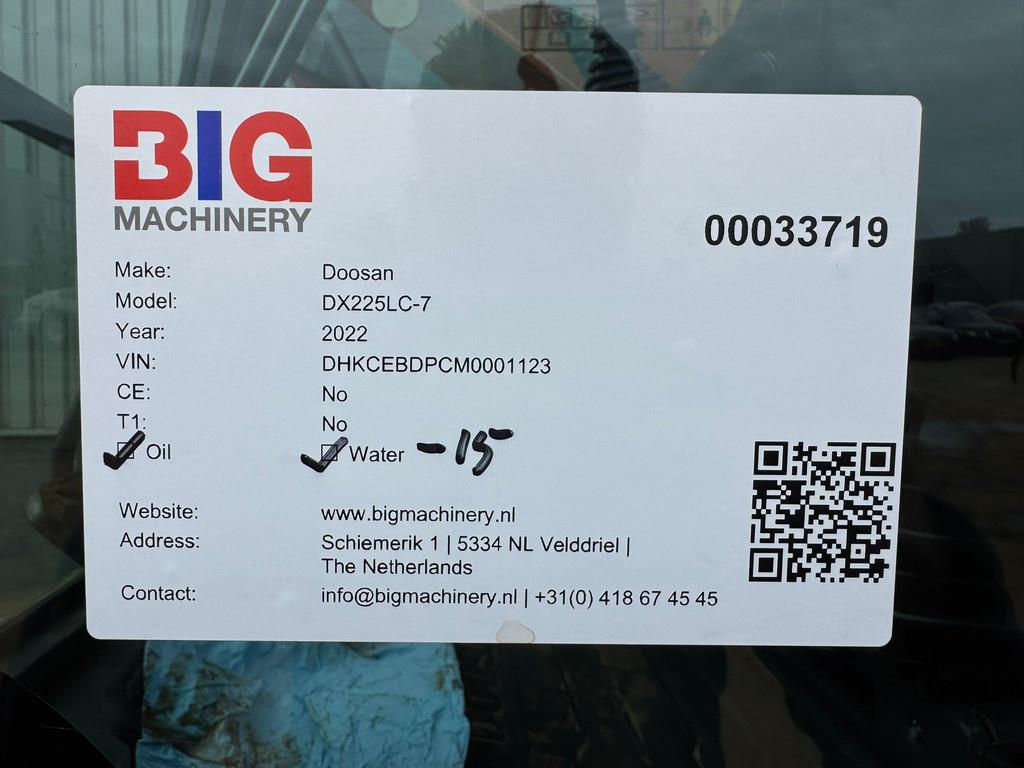 BIG
MACHINERY
00033719
Make: Doosan
Model: DX225LC-7
Year: 2022
VIN: DHKCEBDPCM0001123
CE: No
T1: No
Oil Water -15
Website: www.bigmachinery.nl
Address: Schiemerik 1 | 5334 NL Velddriel |
The Netherlands
Contact: info@bigmachinery.nl | +31(0) 418 67 45 45